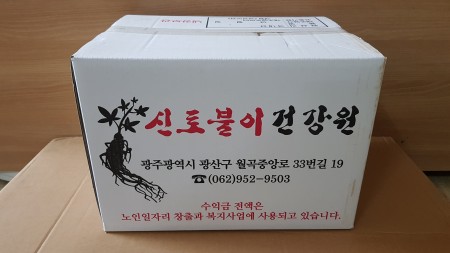 신토불이건강원
광주광역시 광산구 월곡중앙로 33번길 19
☎(062)952-9503
수익금 전액은
노인일자리 창출과 복지사업에 사용되고 있습니다.